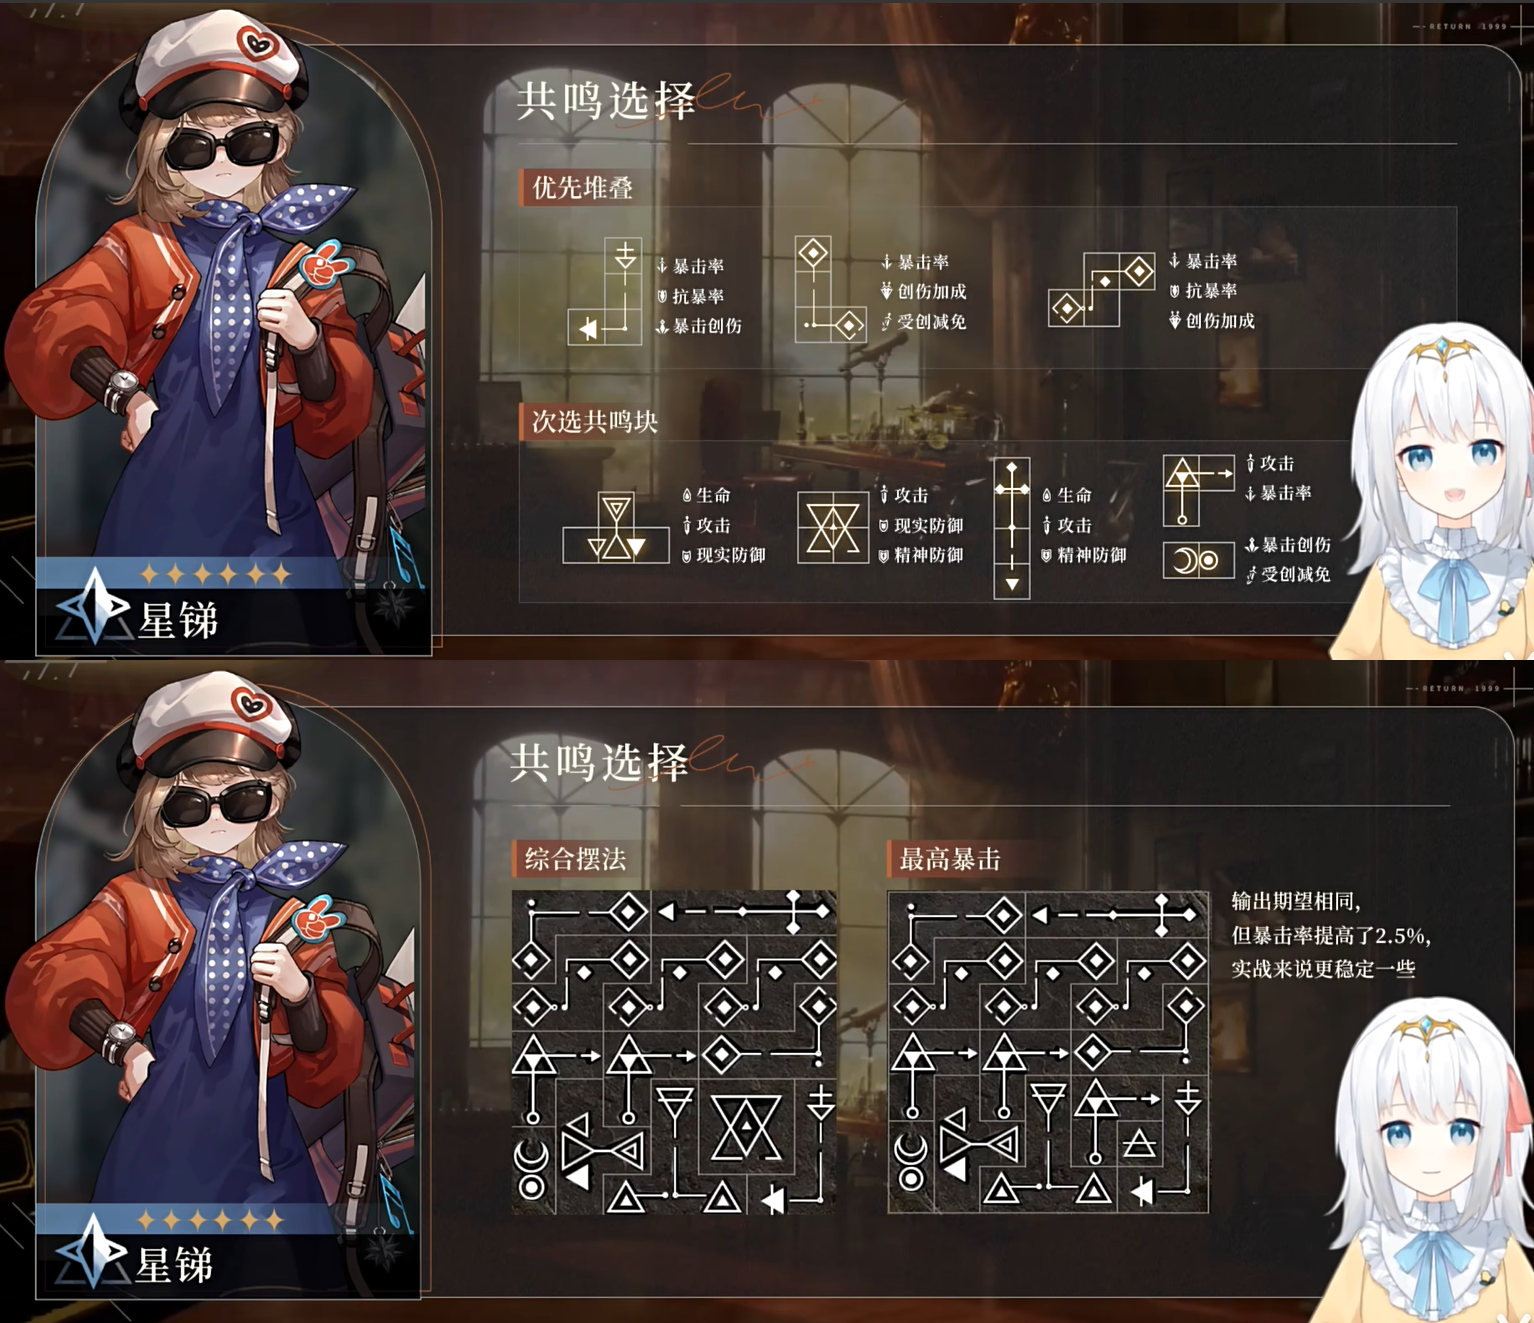 RETURN 1999
共鸣选择
优先堆叠
暴击率
抗暴率
暴击创伤
暴击率
创伤加成
受创减免
暴击率
抗暴率
创伤加成
次选共鸣块
生命
攻击
现实防御
攻击
现实防御
精神防御
生命
攻击
精神防御
攻击
暴击率
暴击创伤
受创减免
星锑
RETURN 1999
共鸣选择
综合摆法
最高暴击
输出期望相同，
但暴击率提高了2.5%，
实战来说更稳定一些
星锑